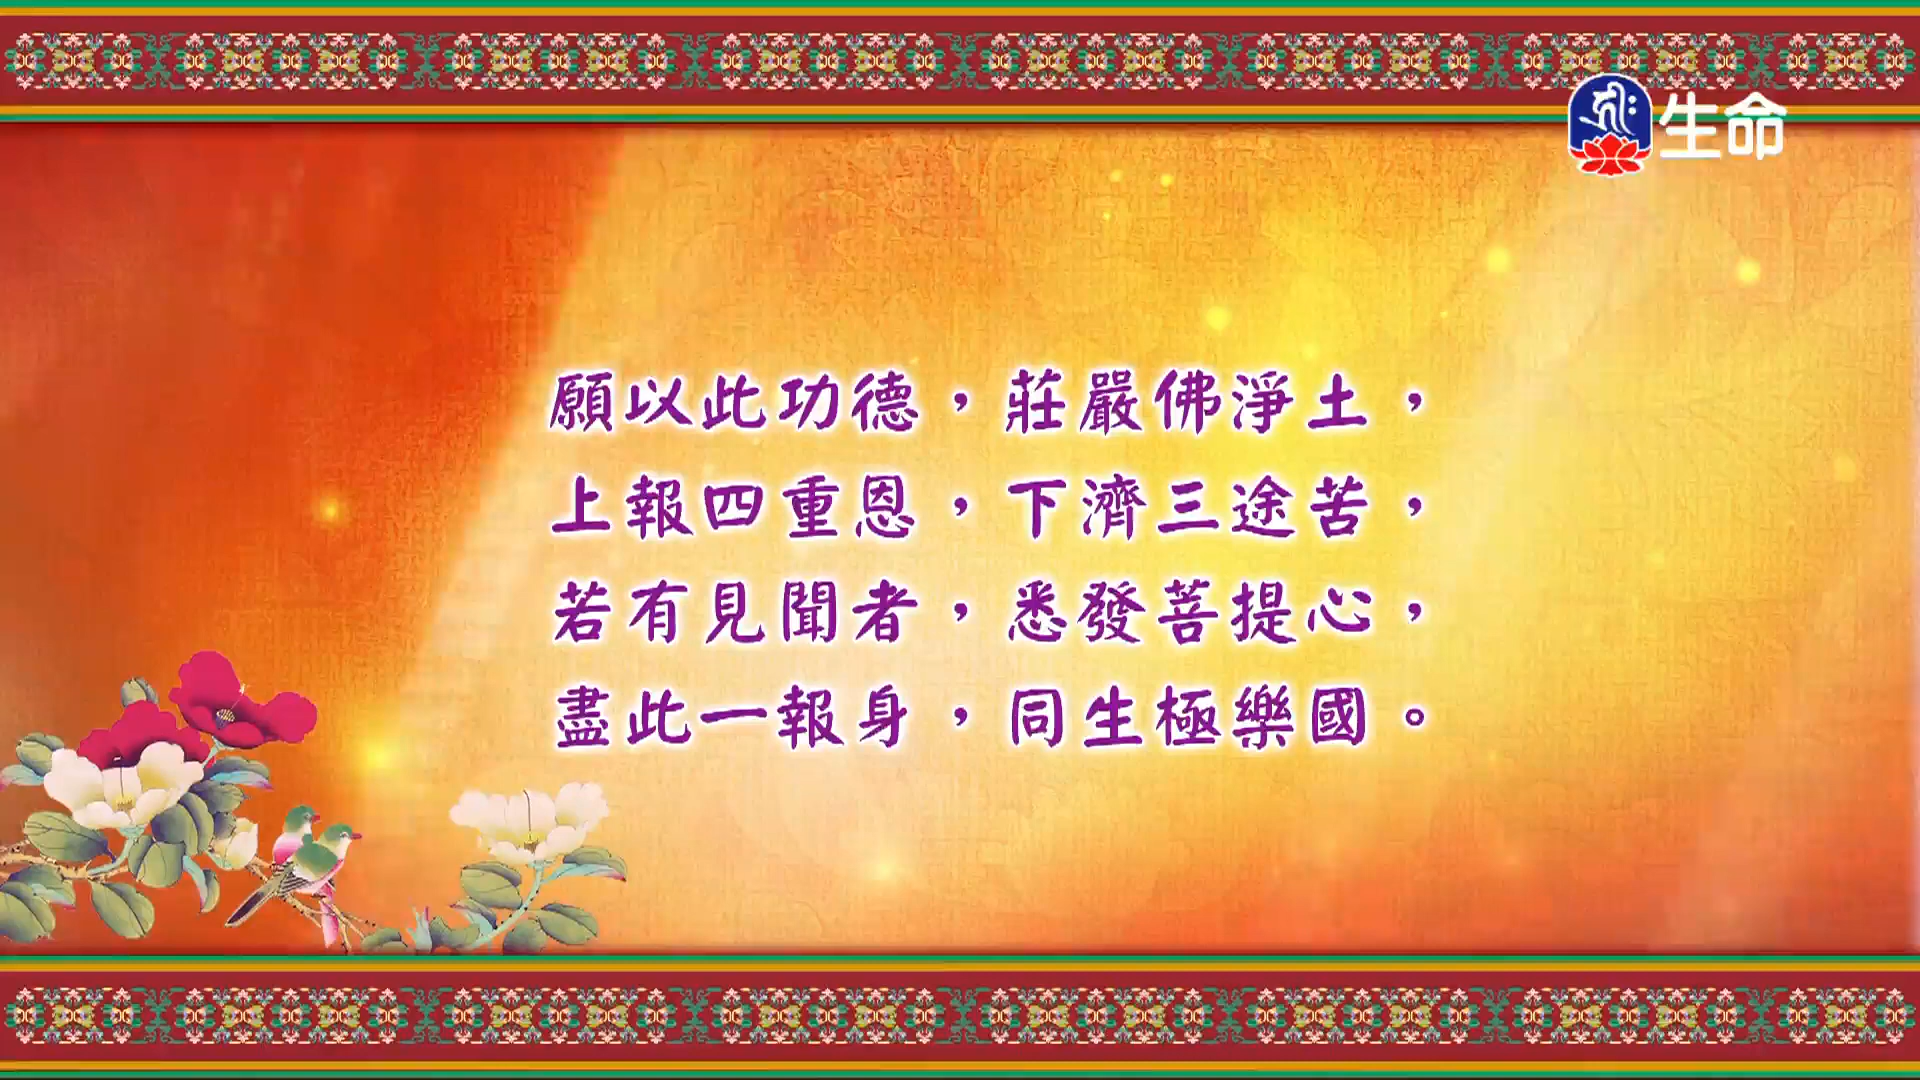 生命
願以此功德，莊嚴佛淨土，
上報四重恩，下濟三途苦，
若有見聞者，悉發菩提心，
盡此一報身，同生極樂國。